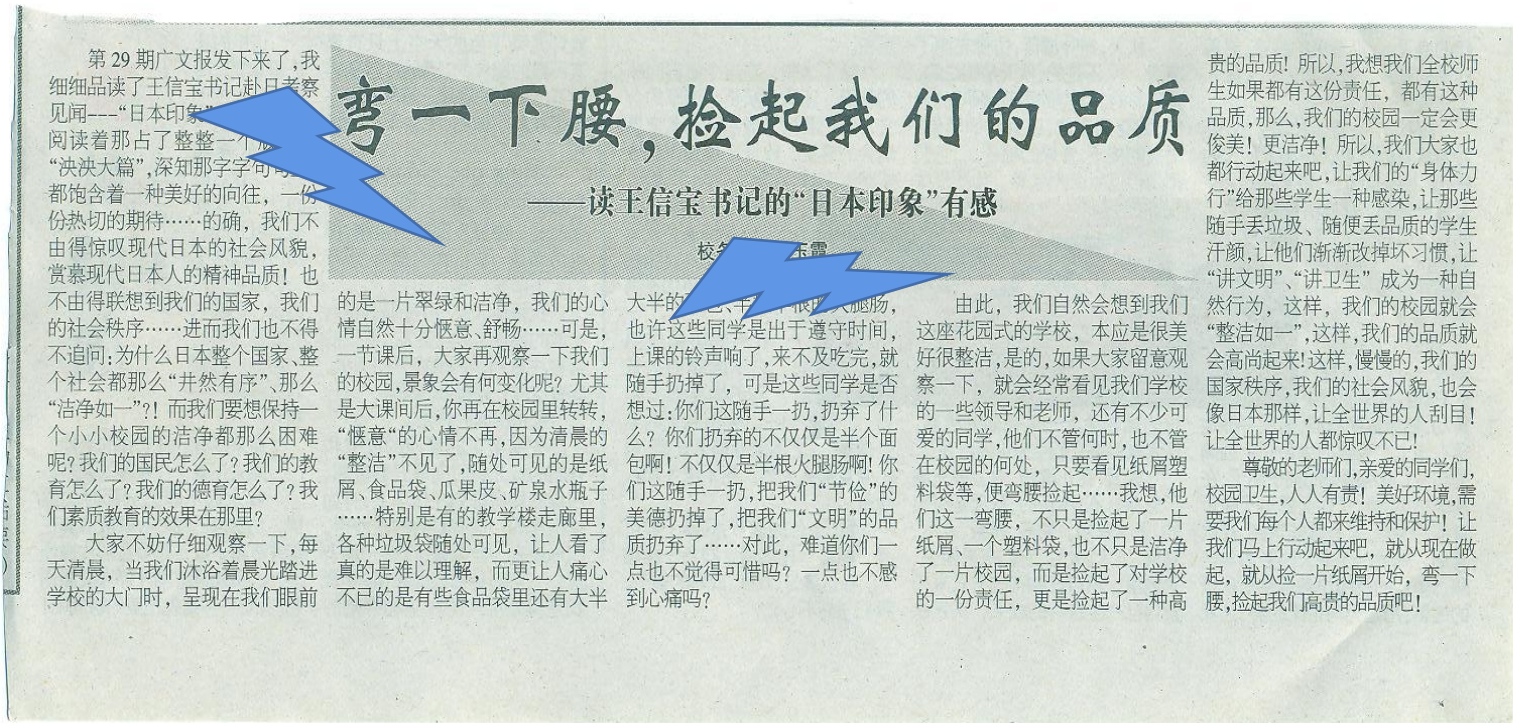 弯一下腰,捡起我们的品质
——读王信宝书记的“日本印象”有感
校
玉霞
第29期广文报发下来了,我
细细品读了王信宝书记赴日考察
见闻---“日本印象
阅读着那占了整整一个
“泱泱大篇”,深知那字字句
都饱含着一种美好的向往, 一份
份热切的期待……的确, 我们不
由得惊叹现代日本的社会风貌,
赏慕现代日本人的精神品质! 也
不由得联想到我们的国家, 我们
的社会秩序……进而我们也不得
不追问:为什么日本整个国家、整
个社会都那么“井然有序”、那么
“洁净如一”?! 而我们要想保持一
个小小校园的洁净都那么困难
呢?我们的国民怎么了?我们的教
育怎么了?我们的德育怎么了?我
们素质教育的效果在那里?
大家不妨仔细观察一下,每
天清晨, 当我们沐浴着晨光踏进
学校的大门时, 呈现在我们眼前
的是一片翠绿和洁净, 我们的心
情自然十分惬意、舒畅……可是,
一节课后, 大家再观察一下我们
的校园,景象会有何变化呢? 尤其
是大课间后,你再在校园里转转,
“惬意“的心情不再,因为清晨的
“整洁”不见了,随处可见的是纸
屑、食品袋、瓜果皮、矿泉水瓶子
……特别是有的教学楼走廊里,
各种垃圾袋随处可见, 让人看了
真的是难以理解, 而更让人痛心
不已的是有些食品袋里还有大半
大半的
火腿肠,
也许这些同学是出于遵守时间,
上课的铃声响了,来不及吃完,就
随手扔掉了, 可是这些同学是否
想过:你们这随手一扔,扔弃了什
么? 你们扔弃的不仅仅是半个面
包啊! 不仅仅是半根火腿肠啊! 你
们这随手一扔,把我们“节俭”的
美德扔掉了,把我们“文明”的品
质扔弃了……对此, 难道你们一
点也不觉得可惜吗? 一点也不感
到心痛吗?
由此, 我们自然会想到我们
这座花园式的学校, 本应是很美
好很整洁,是的,如果大家留意观
察一下, 就会经常看见我们学校
的一些领导和老师, 还有不少可
爱的同学,他们不管何时,也不管
在校园的何处, 只要看见纸屑塑
料袋等,便弯腰捡起……我想,他
们这一弯腰, 不只是捡起了一片
纸屑、一个塑料袋,也不只是洁净
了一片校园, 而是捡起了对学校
的一份责任, 更是捡起了一种高
贵的品质! 所以,我想我们全校师
生如果都有这份责任, 都有这种
品质,那么,我们的校园一定会更
俊美! 更洁净! 所以,我们大家也
都行动起来吧,让我们的“身体力
行”给那些学生一种感染,让那些
随手丢垃圾、随便丢品质的学生
汗颜,让他们渐渐改掉坏习惯,让
“讲文明”、“讲卫生” 成为一种自
然行为, 这样, 我们的校园就会
“整洁如一”,这样,我们的品质就
会高尚起来!这样,慢慢的,我们的
国家秩序,我们的社会风貌,也会
像日本那样,让全世界的人刮目!
让全世界的人都惊叹不已!
尊敬的老师们,亲爱的同学们,
校园卫生,人人有责! 美好环境,需
要我们每个人都来维持和保护! 让
我们马上行动起来吧, 就从现在做
起, 就从捡一片纸屑开始, 弯一下
腰,捡起我们高贵的品质吧!